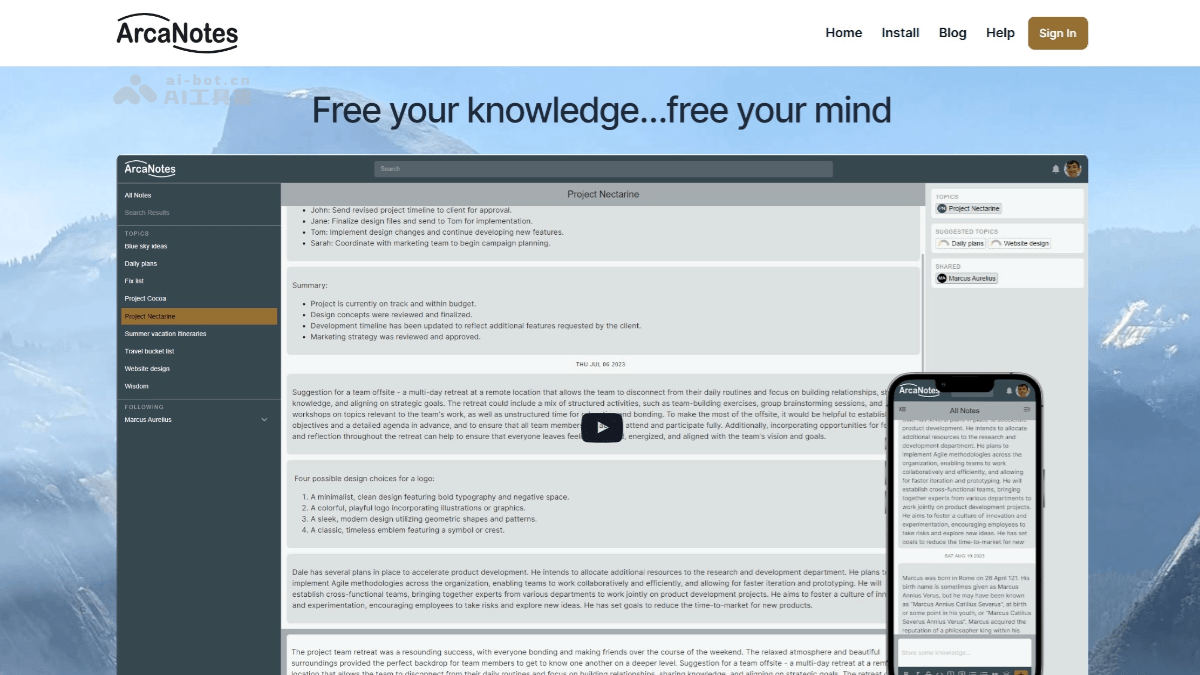 ArcaNotes
Home
Install
Blog
Help
Sign In
ai-bot.cn
Free your knowledge...free your mind
ArcaNotes
Search
All Notes
Search Results
TOPICS
Blue sky ideas
Daily plans
Fix list
Project Cocoa
Project Nectarine
Summer vacation itineraries
Travel bucket list
Website design
Wisdom
FOLLOWING
Marcus Aurelius
Project Nectarine
John: Send revised project timeline to client for approval.
Jane: Finalize design files and send to Tom for implementation.
Tom: Implement design changes and continue developing new features.
Sarah: Coordinate with marketing team to begin campaign planning.
Summary:
Project is currently on track and within budget.
Design concepts were reviewed and finalized.
Development timeline has been updated to reflect additional features requested by the client.
Marketing strategy was reviewed and approved.
THU JUL 06 2023
Suggestion for a team offsite - a multi-day retreat at a remote location that allows the team to disconnect from their daily routines and focus on building relationships,
knowledge, and aligning on strategic goals. The retreat could include a mix of structured activities, such as team-building exercises, group brainstorming sessions, and
workshops on topics relevant to the team's work, as well as unstructured time for and bonding. To make the most of the offsite, it would be helpful to
objectives and a detailed agenda in advance, and to ensure that all team attend and participate fully. Additionally, incorporating opportunities for
and reflection throughout the retreat can help to ensure that everyone leaves energized, and aligned with the team's vision and goals.
Four possible design choices for a logo:
1. A minimalist, clean design featuring bold typography and negative space.
2. A colorful, playful logo incorporating illustrations or graphics.
3. A sleek, modern design utilizing geometric shapes and patterns.
4. A classic, timeless emblem featuring a symbol or crest.
Dale has several plans in place to accelerate product development. He intends to allocate additional resources to the research and development department. He plans
implement Agile methodologies across the organization, enabling teams to work collaboratively and efficiently, and allowing for faster iteration and prototyping. He will
establish cross-functional teams, bringing together experts from various departments to work jointly on product development projects. He aims to foster a culture of
and experimentation, encouraging employees to take risks and explore new ideas. He has set goals to reduce the time-to-market for new products.
The project team retreat was a resounding success, with everyone bonding and making friends over the course of the weekend. The relaxed atmosphere and beautiful
surroundings provided the perfect backdrop for team members to get to know one another on a deeper level. Suggestion for a team offsite - a multi-day retreat at a
location that allows the team to disconnect from their daily routines and focus on building relationships, sharing knowledge, and aligning on strategic goals. The retreat
TOPICS
Project Nectarine
SUGGESTED TOPICS
Daily plans
Website design
SHARED
MA Marcus Aurelius
ArcaNotes
All Notes
product development. He intends to allocate
additional resources to the research and
development department. He plans to
implement Agile methodologies across the
organization, enabling teams to work
collaboratively and efficiently, and allowing
for faster iteration and prototyping. He will
establish cross-functional teams, bringing
together experts from various departments to
work jointly on product development projects.
He aims to foster a culture of innovation and
experimentation, encouraging employees to
take risks and explore new ideas. He has set
goals to reduce the time-to-market for new
SAT AUG 19 2023
Marcus was born in Rome on 26 April 121. His
birth name is sometimes given as Marcus
Annius Verus, but he may have been known
as "Marcus Annius Catilius Severus", at birth
or some point in his youth, or "Marcus Catilius
Severus Annius Verus". Marcus acquired the
reputation of a philosopher king within his
Share some knowledge...